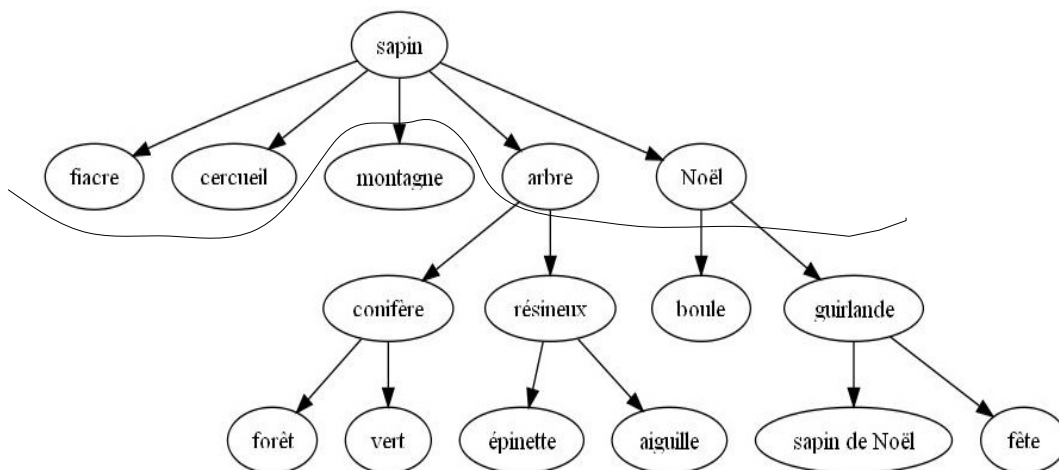 sapin
fiacre cercueil montagne arbre Noël
conifère résineux boule guirlande
forêt vert épinette aiguille sapin de Noël fête